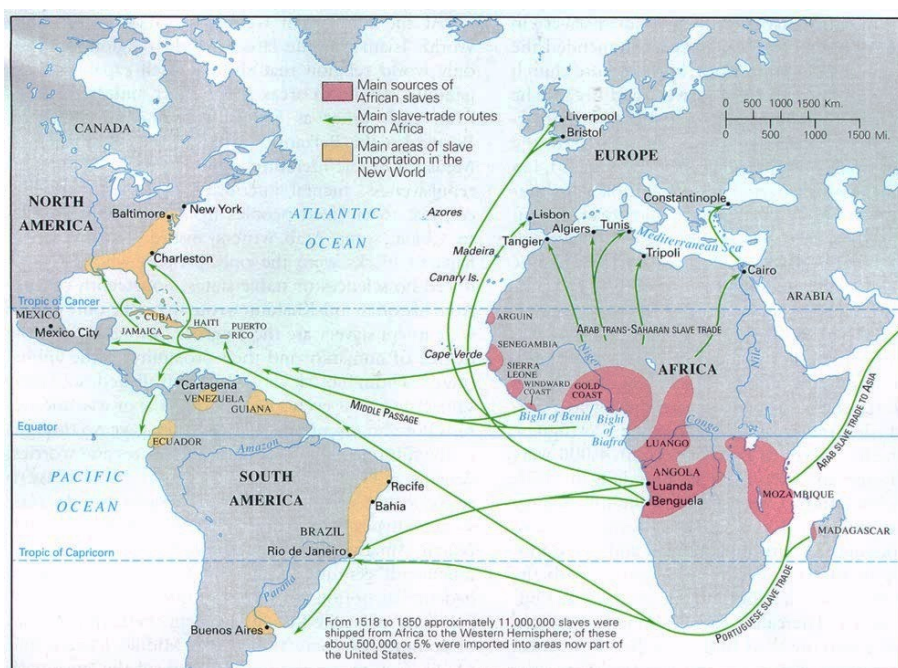 Main sources of
African slaves
Main slave-trade routes
from Africa
Main areas of slave
importation in the
New World
0 500 1000 1500 Km.
0 500 1000 1500 Mi.
CANADA
NORTH
AMERICA
Baltimore
New York
Charleston
ATLANTIC
OCEAN
Azores
Madeira
Canary Is.
Cape Verde
Liverpool
Bristol
EUROPE
Lisbon
Tangier
Algiers
Tunis
Tripoli
Constantinople
Mediterranean Sea
Cairo
ARABIA
Nile
Tropic of Cancer
MEXICO
Mexico City
CUBA
JAMAICA
HAITI
PUERTO
RICO
ARGUIN
SENEGAMBIA
SIERRA
LEONE
WINDWARD
COAST
GOLD
COAST
Niger
ARAB TRANS-SAHARAN SLAVE TRADE
AFRICA
Cartagena
VENEZUELA
GUIANA
MIDDLE PASSAGE
Bight of Benin
Bight
of
Biafra
Congo
Equator
ECUADOR
Amazon
LUANGO
ANGOLA
Luanda
Benguela
ARAB SLAVE TRADE TO ASIA
MOZAMBIQUE
MADAGASCAR
PACIFIC
OCEAN
SOUTH
AMERICA
Recife
Bahia
BRAZIL
Rio de Janeiro
Tropic of Capricorn
Paraná
Buenos Aires
PORTUGUESE SLAVE TRADE
From 1518 to 1850 approximately 11,000,000 slaves were
shipped from Africa to the Western Hemisphere; of these
about 500,000 or 5% were imported into areas now part of
the United States.